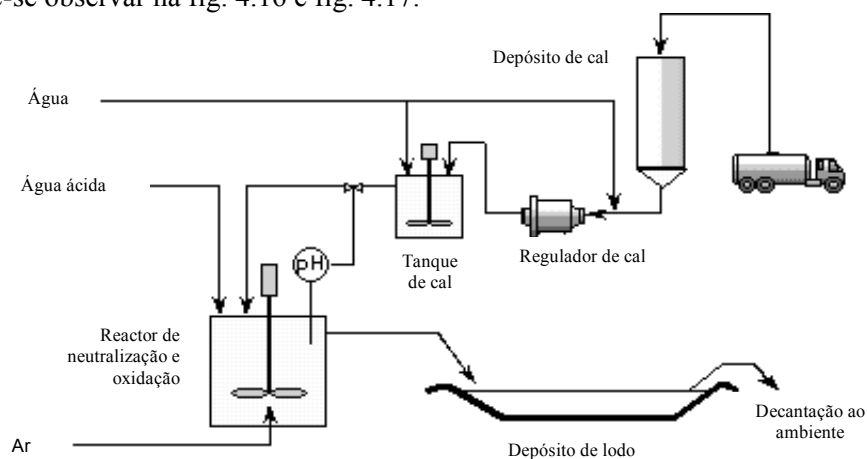 se observar na fig. 4.16 e fig. 4.17.
Depósito de cal
Água
Água ácida
pH
Tanque
de cal
Regulador de cal
Reactor de
neutralização e
oxidação
Ar
Depósito de lodo
Decantação ao
ambiente